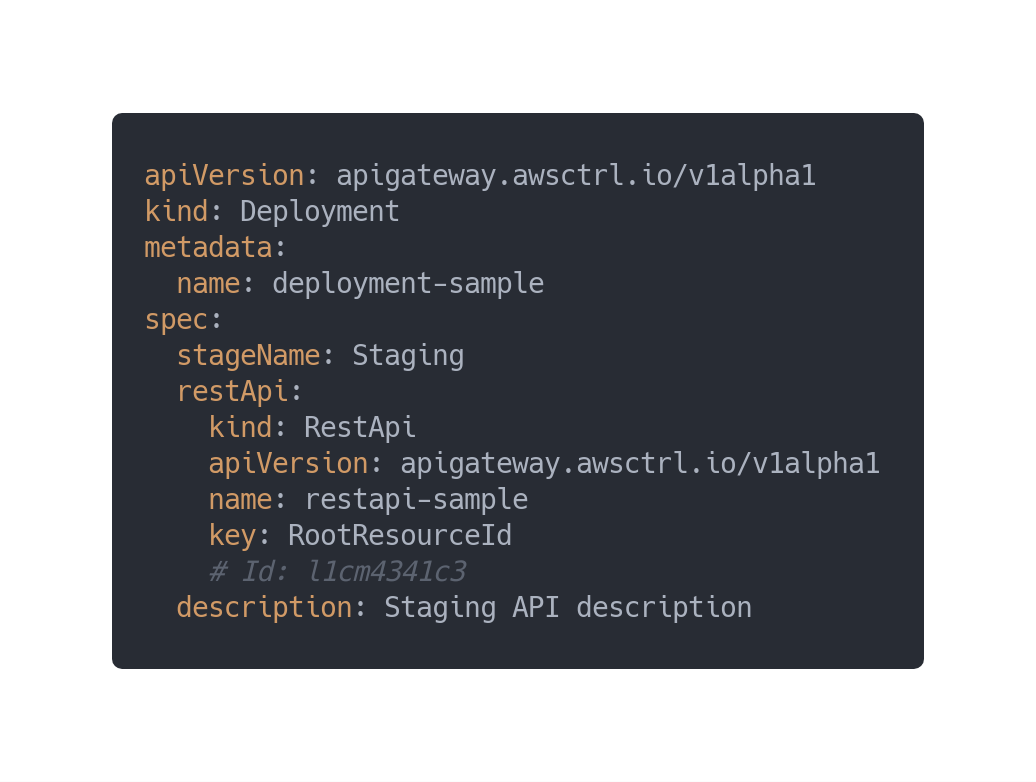 apiVersion: apigateway.awsctrl.io/v1alpha1
kind: Deployment
metadata:
  name: deployment-sample
spec:
  stageName: Staging
  restApi:
    kind: RestApi
    apiVersion: apigateway.awsctrl.io/v1alpha1
    name: restapi-sample
    key: RootResourceId
    # Id: l1cm4341c3
  description: Staging API description